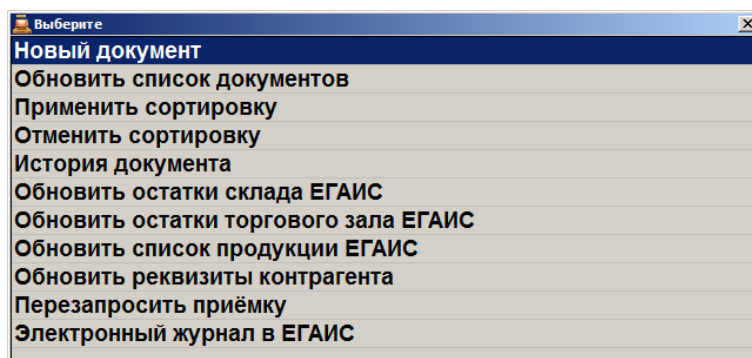 Выберите
Новый документ
Обновить список документов
Применить сортировку
Отменить сортировку
История документа
Обновить остатки склада ЕГАИС
Обновить остатки торгового зала ЕГАИС
Обновить список продукции ЕГАИС
Обновить реквизиты контрагента
Перезапросить приёмку
Электронный журнал в ЕГАИС